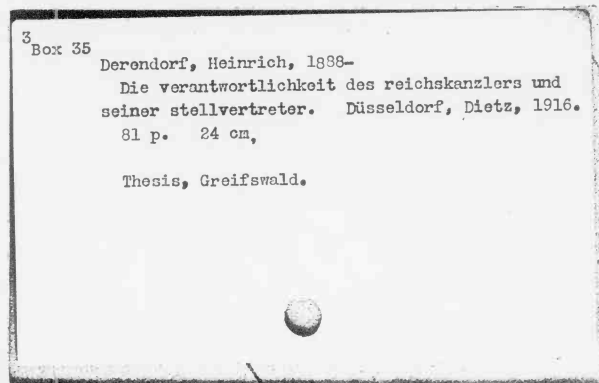 3
Box 35
Derendorf, Heinrich, 1888-
Die verantwortlichkeit des reichskanzlers und
seiner stellvertreter. Düsseldorf, Dietz, 1916.
81 p. 24 cm,
Thesis, Greifswald.